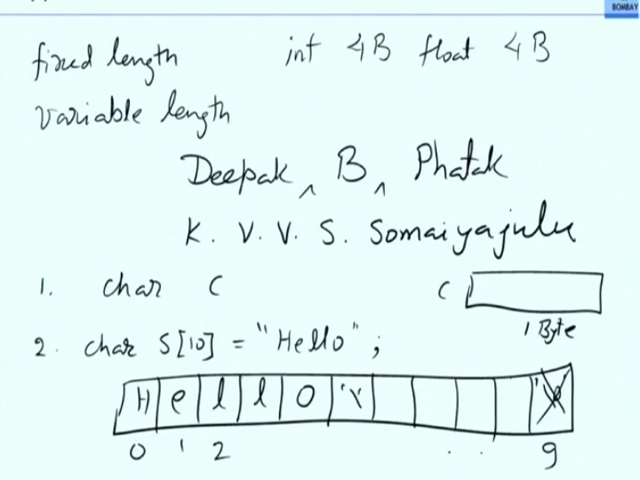 BOMBAY
fixed length int 4B float 4B
variable length
Deepak ^ B ^ Phatak
K. V. V. S. Somaiyajulu
1. char C C
1 Byte
2. char S[10] = "Hello";
H e l l o
0 1 2 . . 9